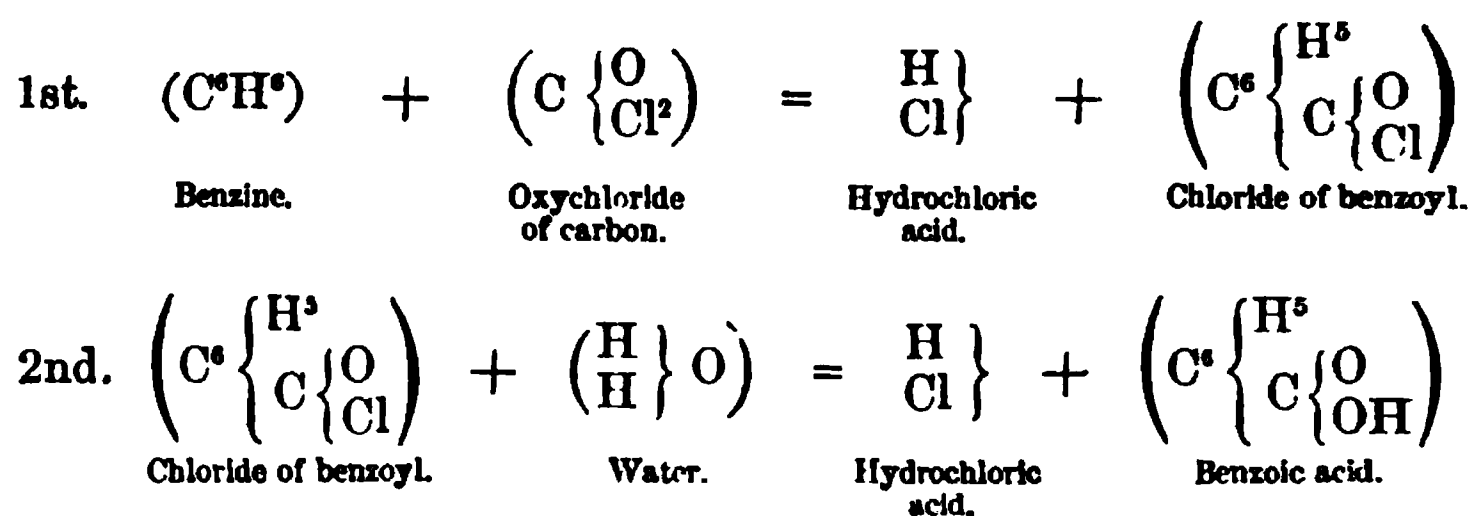 1st. (C⁶H⁶) + (C {O Cl²) = H Cl} + (C⁶ {H⁵ C {O Cl)
Benzine. Oxychloride of carbon. Hydrochloric acid. Chloride of benzoyl.
2nd. (C⁶ {H⁵ C {O Cl) + (H H} O) = H Cl} + (C⁶ {H⁵ C {O OH)
Chloride of benzoyl. Water. Hydrochloric acid. Benzoic acid.